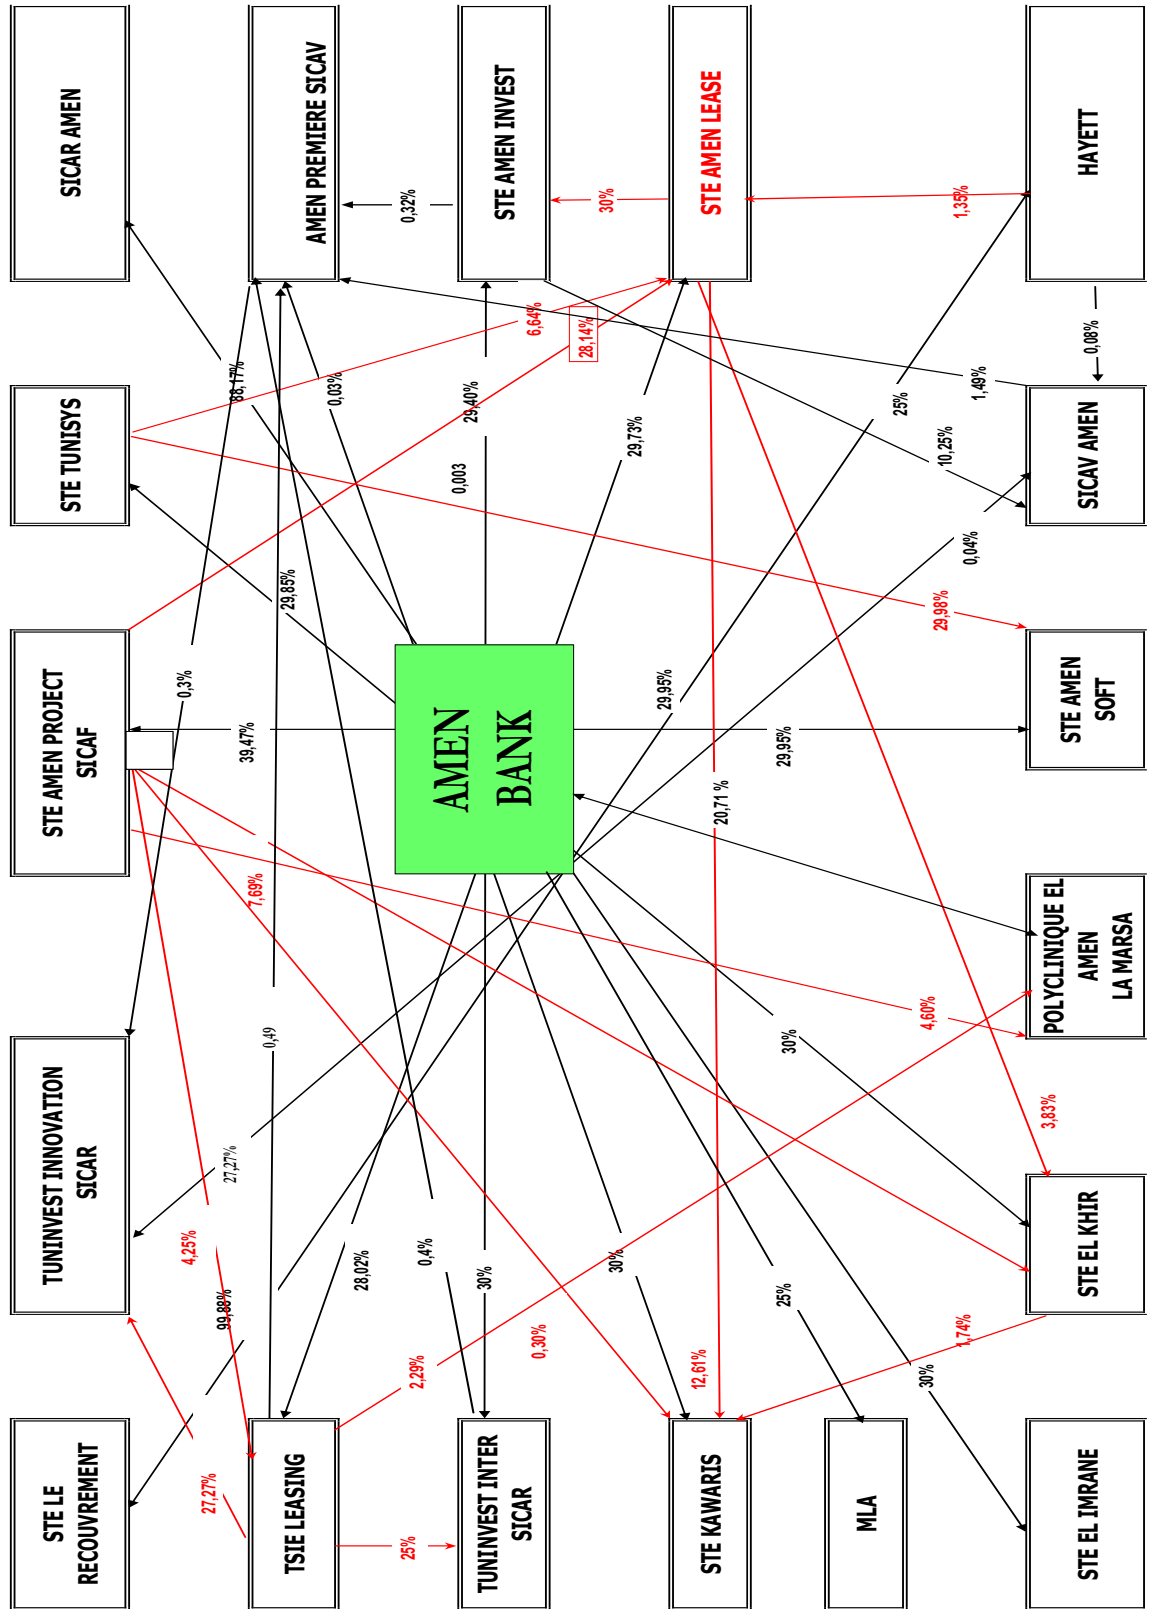 STE LE
RECOUVREMENT
TUNINVEST INNOVATION
SICAR
STE AMEN PROJECT
SICAF
STE TUNISYS
SICAR AMEN
27,27%
99,88%
4,25%
27,27%
7,69%
0,3%
39,47%
29,85%
88,17%
TSIE LEASING
0,49
0,03%
AMEN PREMIERE SICAV
28,02%
0,4%
2,29%
25%
0,32%
AMEN
BANK
0,003
29,40%
TUNINVEST INTER
SICAR
30%
STE AMEN INVEST
0,30%
6,64%
28,14%
30%
30%
29,95%
29,73%
30%
STE KAWARIS
12,61%
20,71 %
STE AMEN LEASE
25%
30%
29,95%
MLA
25%
30%
4,60%
29,98%
0,04%
10,25%
1,49%
1,35%
1,74%
3,83%
0,08%
STE EL IMRANE
STE EL KHIR
POLYCLINIQUE EL
AMEN
LA MARSA
STE AMEN
SOFT
SICAV AMEN
HAYETT